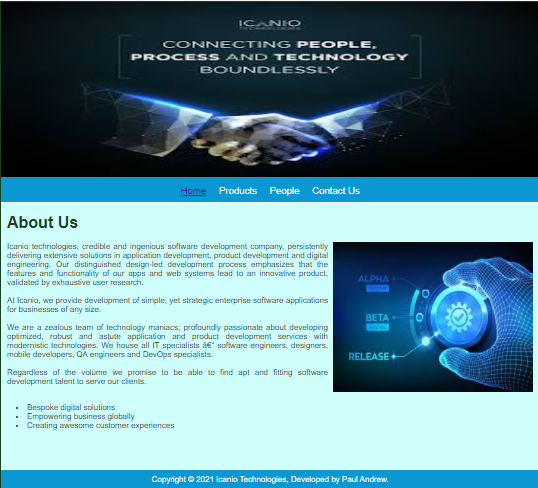 ICANIO
TECHNOLOGIES
CONNECTING PEOPLE,
PROCESS AND TECHNOLOGY
BOUNDLESSLY
Home Products People Contact Us
About Us
Icanio technologies, credible and ingenious software development company, persistently
delivering extensive solutions in application development, product development and digital
engineering. Our distinguished design-led development process emphasizes that the
features and functionality of our apps and web systems lead to an innovative product,
validated by exhaustive user research.
At Icanio, we provide development of simple, yet strategic enterprise software applications
for businesses of any size.
We are a zealous team of technology maniacs; profoundly passionate about developing
optimized, robust and astute application and product development services with
modernistic technologies. We house all IT specialists â€“ software engineers, designers,
mobile developers, QA engineers and DevOps specialists.
Regardless of the volume we promise to be able to find apt and fitting software
development talent to serve our clients.
ALPHA
BETA
RELEASE
• Bespoke digital solutions
• Empowering business globally
• Creating awesome customer experiences
Copyright © 2021 Icanio Technologies, Developed by Paul Andrew.